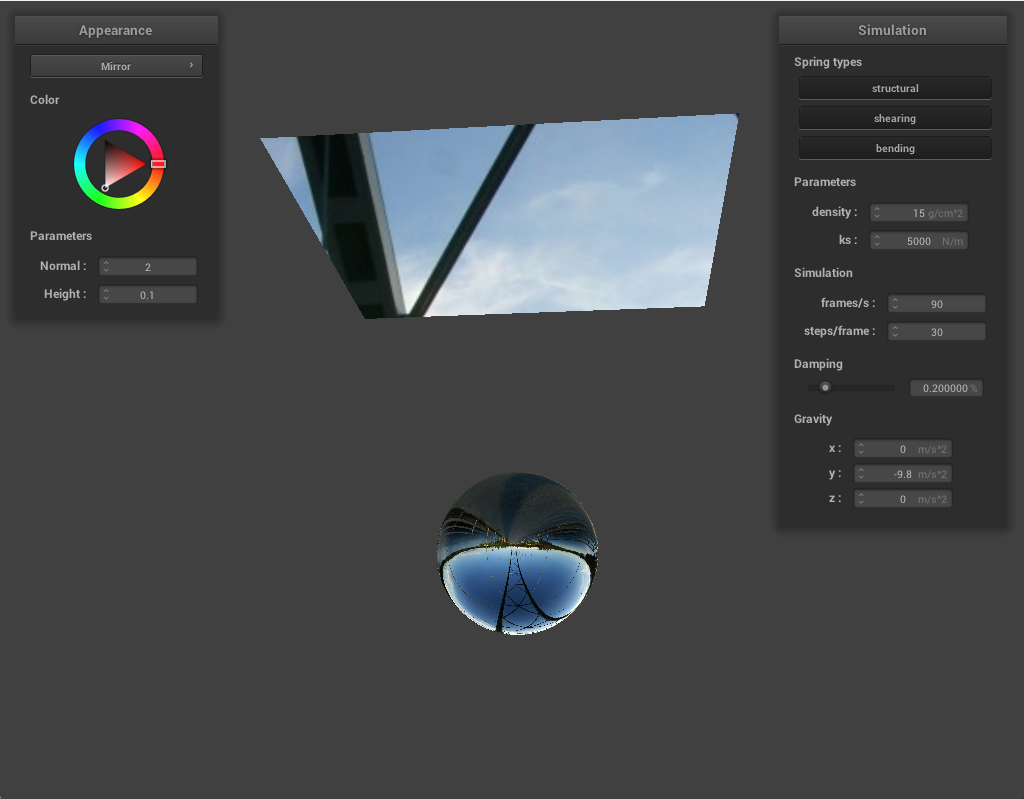 Appearance
Mirror
Color
Parameters
Normal : 2
Height : 0.1
Simulation
Spring types
structural
shearing
bending
Parameters
density : 15 g/cm^2
ks : 5000 N/m
Simulation
frames/s : 90
steps/frame : 30
Damping
0.200000 %
Gravity
x : 0 m/s^2
y : -9.8 m/s^2
z : 0 m/s^2